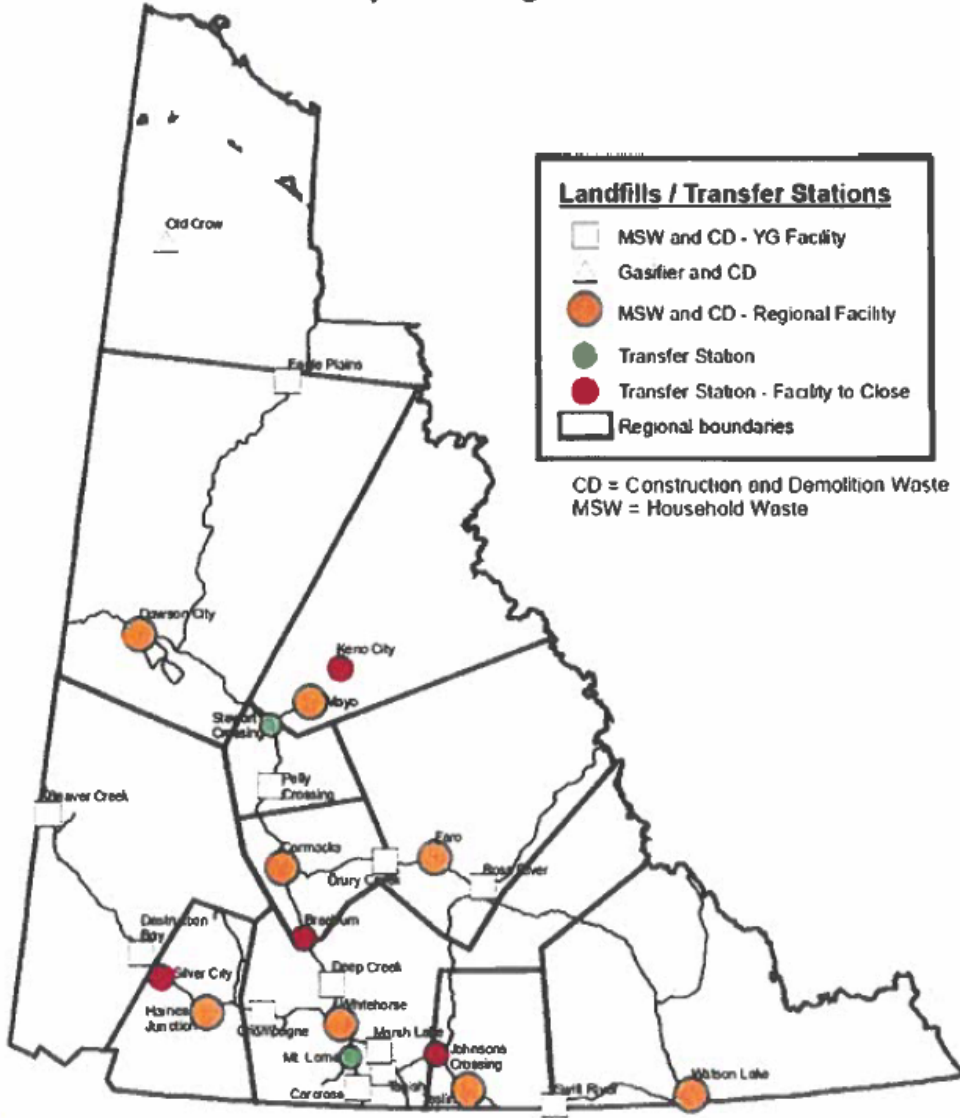 Landfills / Transfer Stations
MSW and CD - YG Facility
Gasifier and CD
MSW and CD - Regional Facility
Transfer Station
Transfer Station - Facility to Close
Regional boundaries
CD = Construction and Demolition Waste
MSW = Household Waste
Old Crow
Eagle Plains
Dawson City
Keno City
Mayo
Stewart
Crossing
Pelly
Crossing
Beaver Creek
Carmacks
Faro
Drury Creek
Ross River
Braeburn
Destruction
Bay
Deep Creek
Silver City
Haines
Junction
Champagne
Whitehorse
Marsh Lake
Mt. Lorne
Johnsons
Crossing
Carcross
Tagish
Teslin
Swift River
Watson Lake